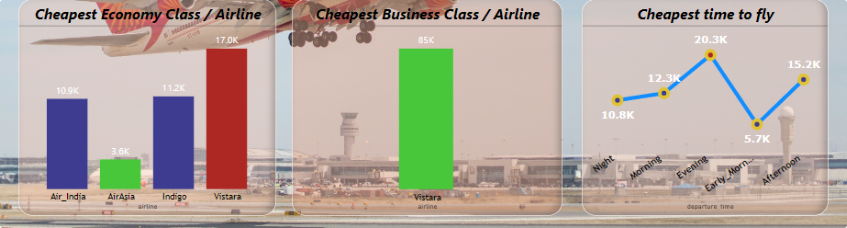 Cheapest Economy Class / Airline
17.0K
10.9K
11.2K
3.6K
Air_India
AirAsia
Indigo
Vistara
airline
Cheapest Business Class / Airline
85K
Vistara
airline
Cheapest time to fly
20.3K
12.3K
15.2K
10.8K
5.7K
Night
Morning
Evening
Early_Morn...
Afternoon
departure_time